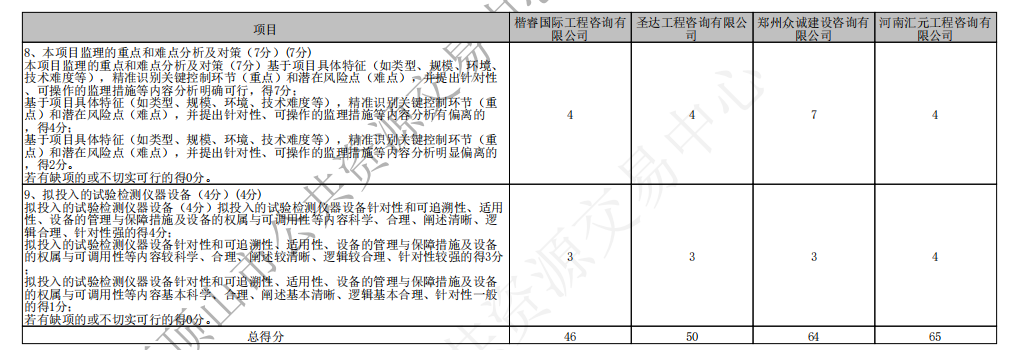 项目
楷睿国际工程咨询有
限公司
圣达工程咨询有限公
司
郑州众诚建设咨询有
限公司
河南汇元工程咨询有
限公司
8、本项目监理的重点和难点分析及对策（7分）(7分)
本项目监理的重点和难点分析及对策（7分）基于项目具体特征（如类型、规模、环境、
技术难度等），精准识别关键控制环节（重点）和潜在风险点（难点），并提出针对性
、可操作的监理措施等内容分析明确可行，得7分；
基于项目具体特征（如类型、规模、环境、技术难度等），精准识别关键控制环节（重
点）和潜在风险点（难点），并提出针对性、可操作的监理措施等内容分析有偏离的
，得4分；
基于项目具体特征（如类型、规模、环境、技术难度等），精准识别关键控制环节（重
点）和潜在风险点（难点），并提出针对性、可操作的监理措施等内容分析明显偏离的
，得2分。
若有缺项的或不切实可行的得0分。
4
4
7
4
9、拟投入的试验检测仪器设备（4分）(4分)
拟投入的试验检测仪器设备（4分）拟投入的试验检测仪器设备针对性和可追溯性、适用
性、设备的管理与保障措施及设备的权属与可调用性等内容科学、合理、阐述清晰、逻
辑合理、针对性强的得4分；
拟投入的试验检测仪器设备针对性和可追溯性、适用性、设备的管理与保障措施及设备
的权属与可调用性等内容较科学、合理、阐述较清晰、逻辑较合理、针对性较强的得3分
；
拟投入的试验检测仪器设备针对性和可追溯性、适用性、设备的管理与保障措施及设备
的权属与可调用性等内容基本科学、合理、阐述基本清晰、逻辑基本合理、针对性一般
的得1分；
若有缺项的或不切实可行的得0分。
3
3
3
4
总得分
46
50
64
65
顶山市公共资源交易中心
共资源交易中心